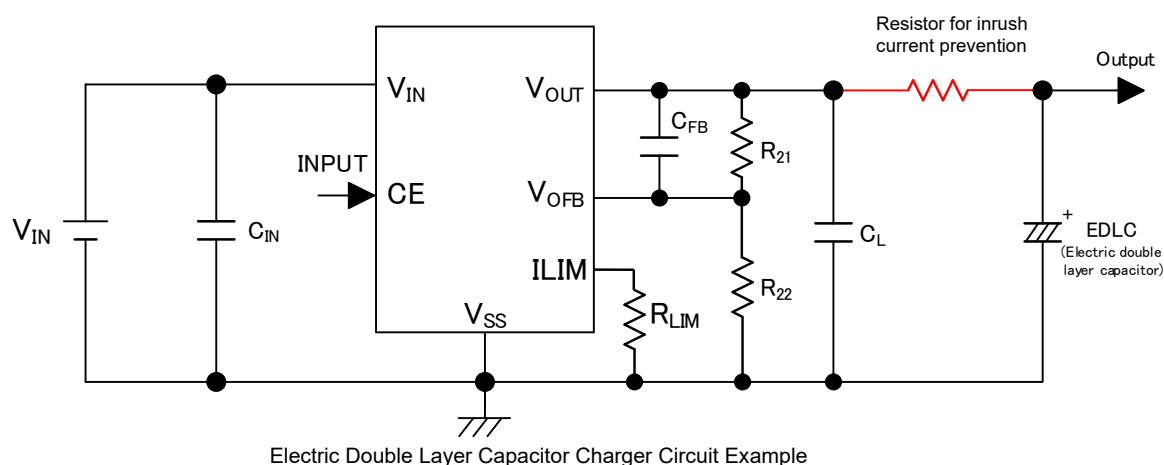 Resistor for inrush
current prevention
Output
VIN
VOUT
CFB
R21
INPUT
CE
VOFB
VIN
CIN
CL
+
EDLC
(Electric double
layer capacitor)
ILIM
R22
RLIM
VSS
Electric Double Layer Capacitor Charger Circuit Example